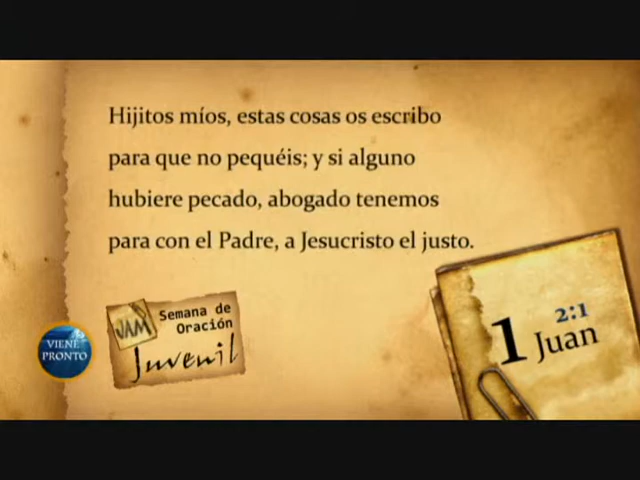 Hijitos míos, estas cosas os escribo
para que no pequéis; y si alguno
hubiere pecado, abogado tenemos
para con el Padre, a Jesucristo el justo.
JAM
Semana de
Oración
Juvenil
VIENE
PRONTO
2:1
1 Juan